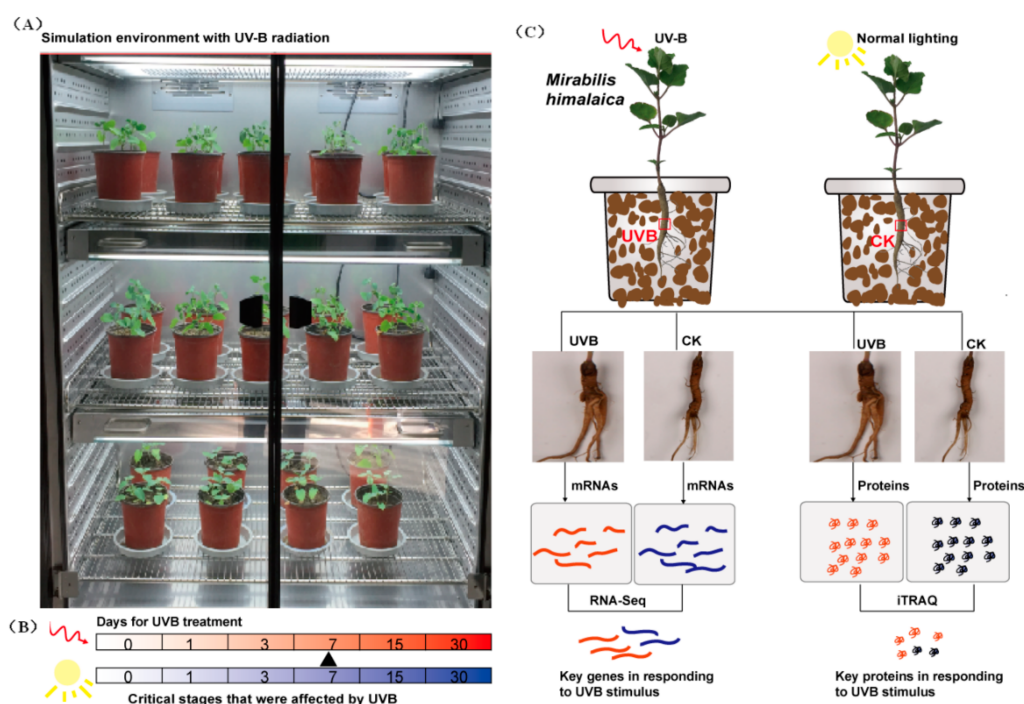 (A)
Simulation environment with UV-B radiation
(B)
Days for UVB treatment
0 1 3 7 15 30
0 1 3 7 15 30
Critical stages that were affected by UVB
(C)
UV-B
Normal lighting
Mirabilis
himalaica
UVB
CK
UVB CK UVB CK
mRNAs mRNAs Proteins Proteins
RNA-Seq
iTRAQ
Key genes in responding
to UVB stimulus
Key proteins in responding
to UVB stimulus